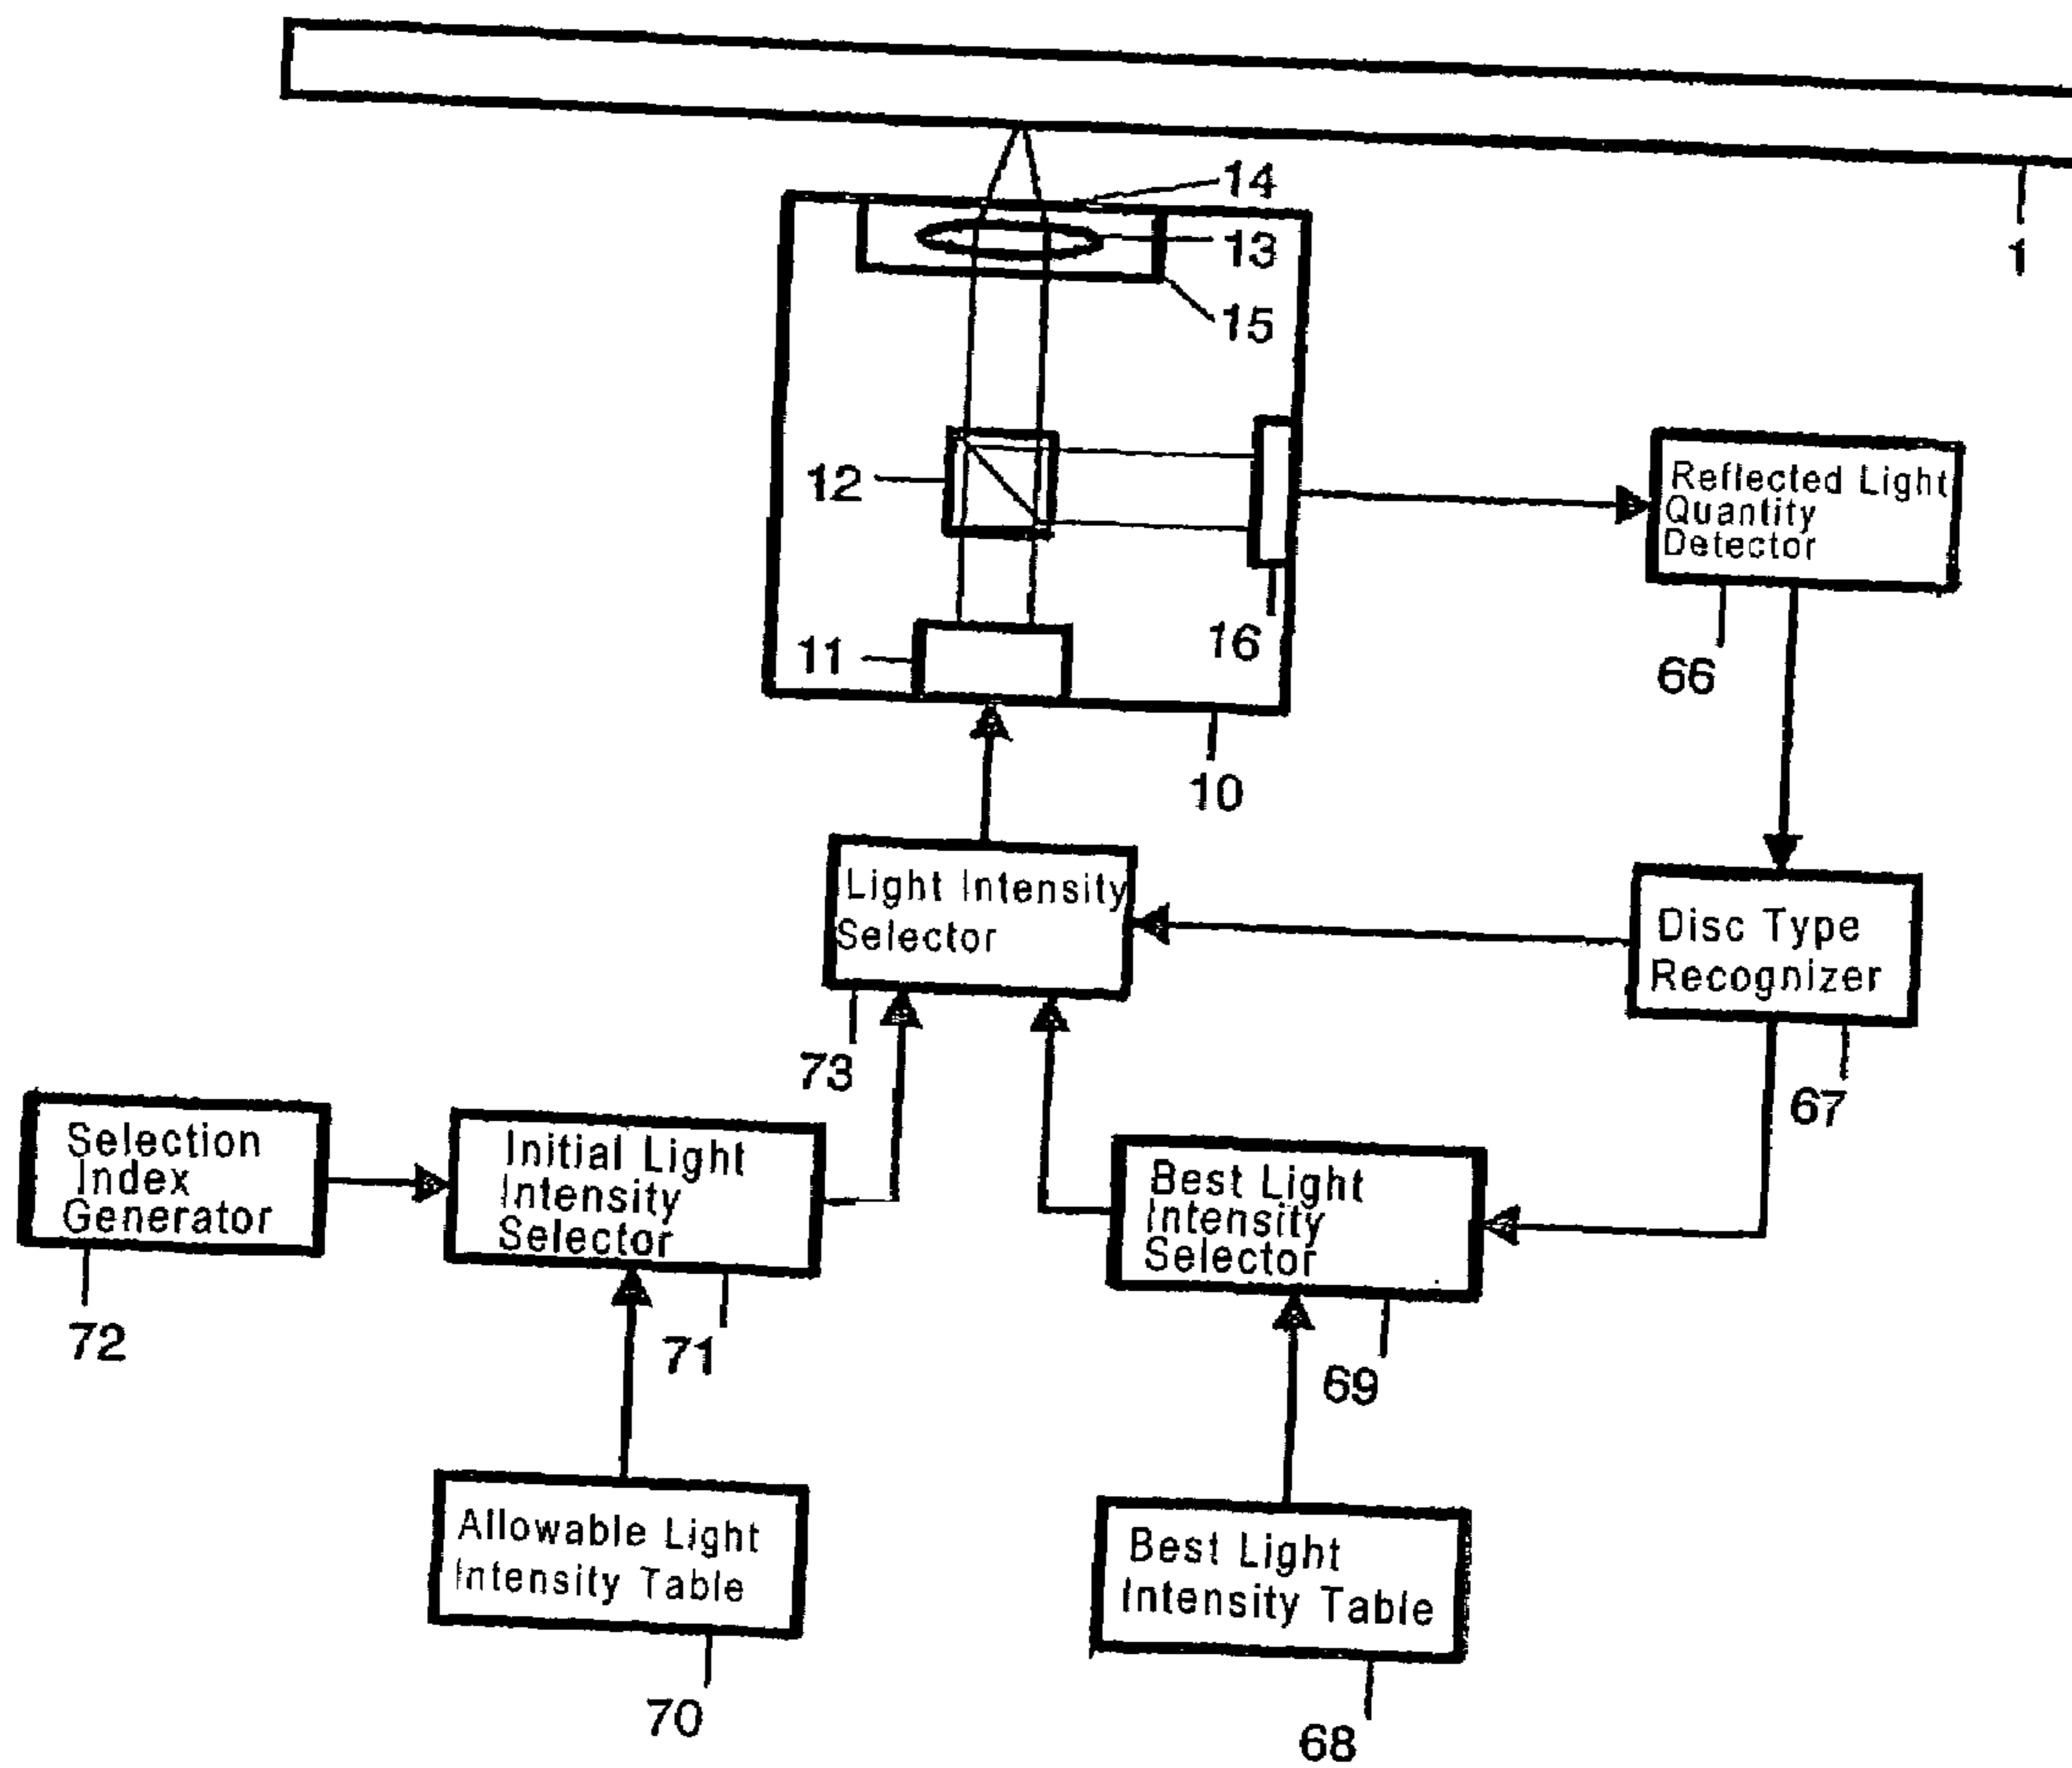 14
13
15
1
12
11
16
10
Reflected Light
Quantity
Detector
66
Light Intensity
Selector
73
Disc Type
Recognizer
67
Selection
Index
Generator
72
Initial Light
Intensity
Selector
71
Best Light
Intensity
Selector
69
Allowable Light
Intensity Table
70
Best Light
Intensity Table
68